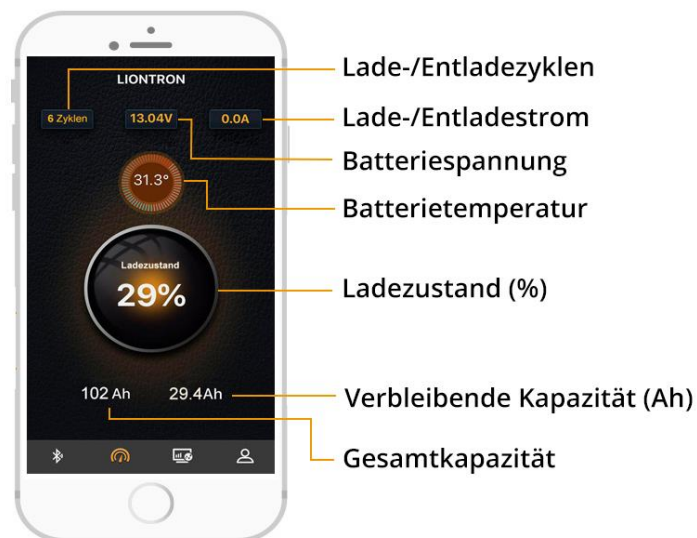 LIONTRON
6 Zyklen
13.04V
0.0A
31.3°
Ladezustand
29%
102 Ah
29.4Ah
Lade-/Entladezyklen
Lade-/Entladestrom
Batteriespannung
Batterietemperatur
Ladezustand (%)
Verbleibende Kapazität (Ah)
Gesamtkapazität